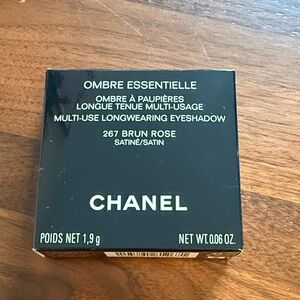 OMBRE ESSENTIELLE
OMBRE À PAUPIÈRES
LONGUE TENUE MULTI-USAGE
MULTI-USE LONGWEARING EYESHADOW
267 BRUN ROSE
SATINÉ/SATIN
CHANEL
POIDS NET 1,9 g NET WT. 0.06 OZ.